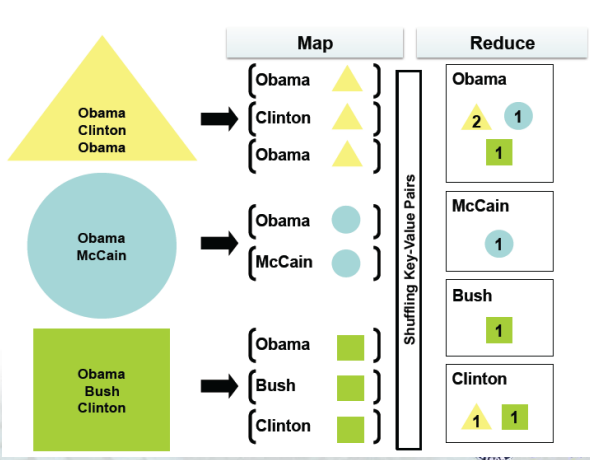 Map
Reduce
Obama
Clinton
Obama
Obama
Clinton
Obama
Obama
2
1
1
Obama
McCain
Obama
McCain
McCain
1
Obama
Bush
Clinton
Obama
Bush
Clinton
Bush
1
Clinton
1
1
Shuffling Key-Value Pairs